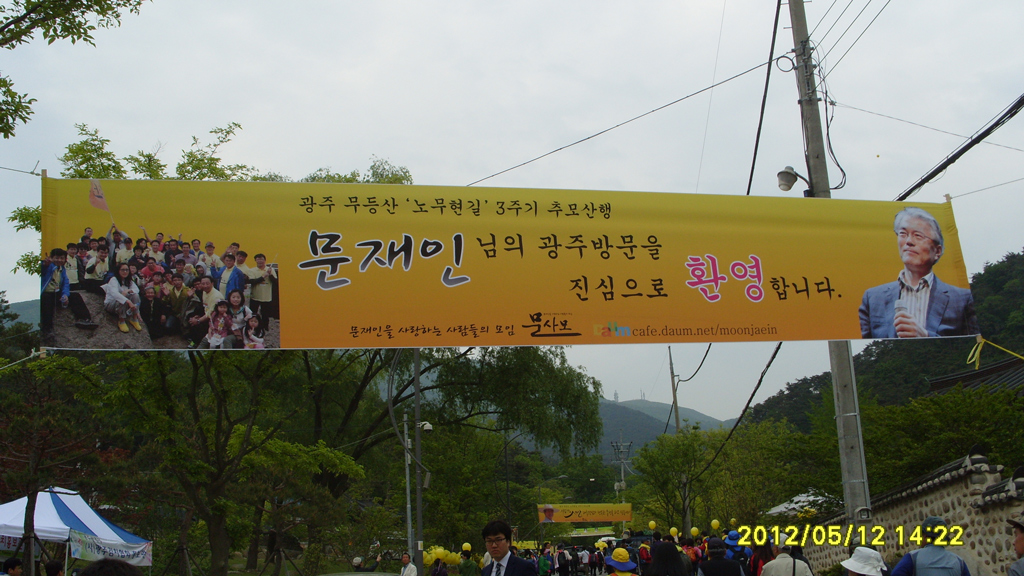 광주 무등산 '노무현길' 3주기 추모산행
문재인님의 광주방문을
진심으로 환영합니다.
문재인을 사랑하는 사람들의 모임 문사모 cafe.daum.net/moonjaein
2012/05/12 14:22